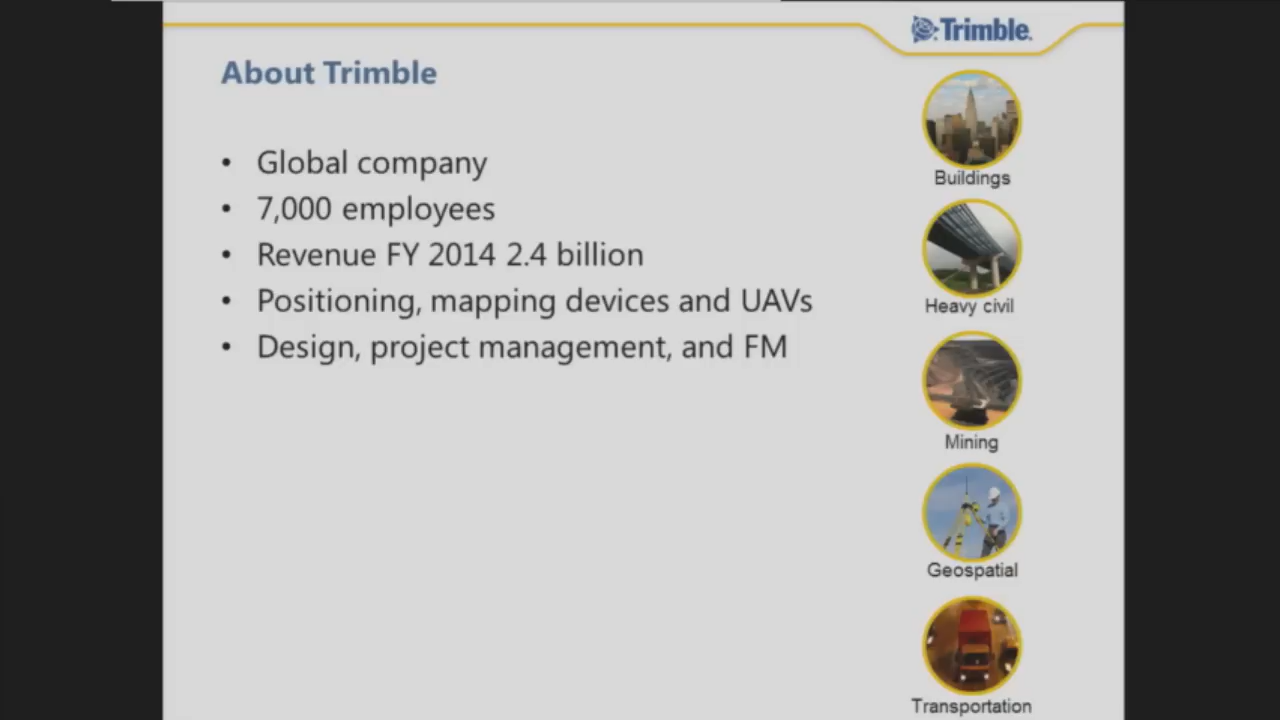 Trimble.
About Trimble
• Global company
• 7,000 employees
• Revenue FY 2014 2.4 billion
• Positioning, mapping devices and UAVs
• Design, project management, and FM
Buildings
Heavy civil
Mining
Geospatial
Transportation